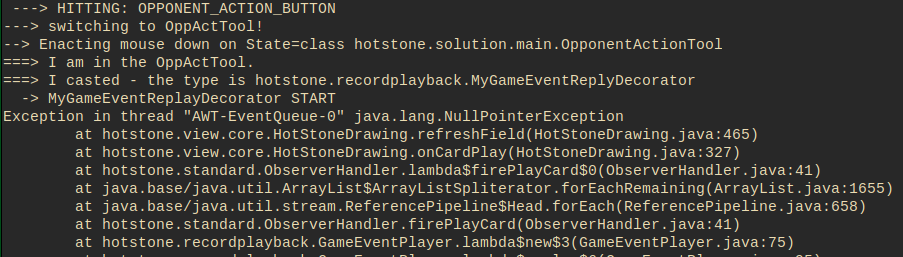 ---> HITTING: OPPONENT_ACTION_BUTTON
---> switching to OppActTool!
--> Enacting mouse down on State=class hotstone.solution.main.OpponentActionTool
===> I am in the OppActTool.
===> I casted - the type is hotstone.recordplayback.MyGameEventReplyDecorator
-> MyGameEventReplayDecorator START
Exception in thread "AWT-EventQueue-0" java.lang.NullPointerException
at hotstone.view.core.HotStoneDrawing.refreshField(HotStoneDrawing.java:465)
at hotstone.view.core.HotStoneDrawing.onCardPlay(HotStoneDrawing.java:327)
at hotstone.standard.ObserverHandler.lambda$firePlayCard$0(ObserverHandler.java:41)
at java.base/java.util.ArrayList$ArrayListSpliterator.forEachRemaining(ArrayList.java:1655)
at java.base/java.util.stream.ReferencePipeline$Head.forEach(ReferencePipeline.java:658)
at hotstone.standard.ObserverHandler.firePlayCard(ObserverHandler.java:41)
at hotstone.recordplayback.GameEventPlayer.lambda$new$3(GameEventPlayer.java:75)